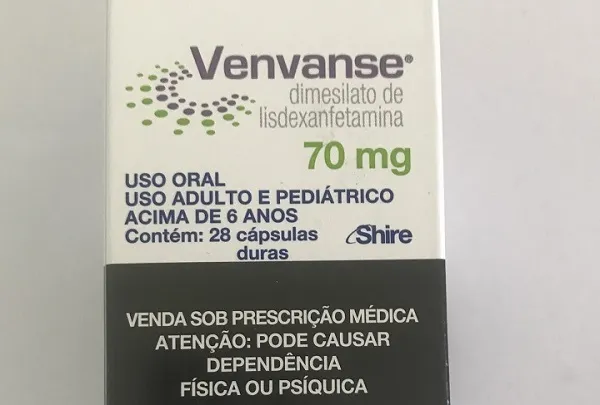 Venvanse®
dimesilato de
lisdexanfetamina
70 mg
USO ORAL
USO ADULTO E PEDIÁTRICO
ACIMA DE 6 ANOS
Contém: 28 cápsulas
duras
Shire
VENDA SOB PRESCRIÇÃO MÉDICA
ATENÇÃO: PODE CAUSAR
DEPENDÊNCIA
FÍSICA OU PSÍQUICA